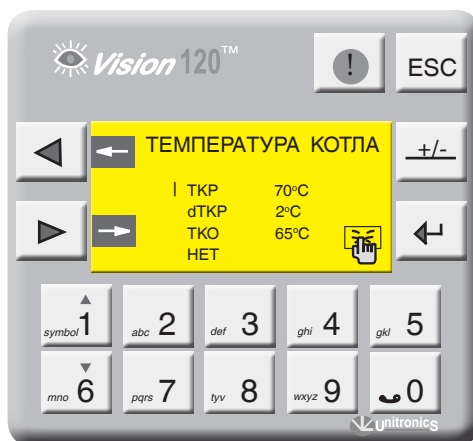 Vision 120™
!
ESC
ТЕМПЕРАТУРА КОТЛА
+/-
| ТКР 70°C
dТКР 2°C
ТКО 65°C
НЕТ
symbol 1
abc 2
def 3
ghi 4
gkl 5
mno 6
pqrs 7
tyv 8
wxyz 9
0
unitronics